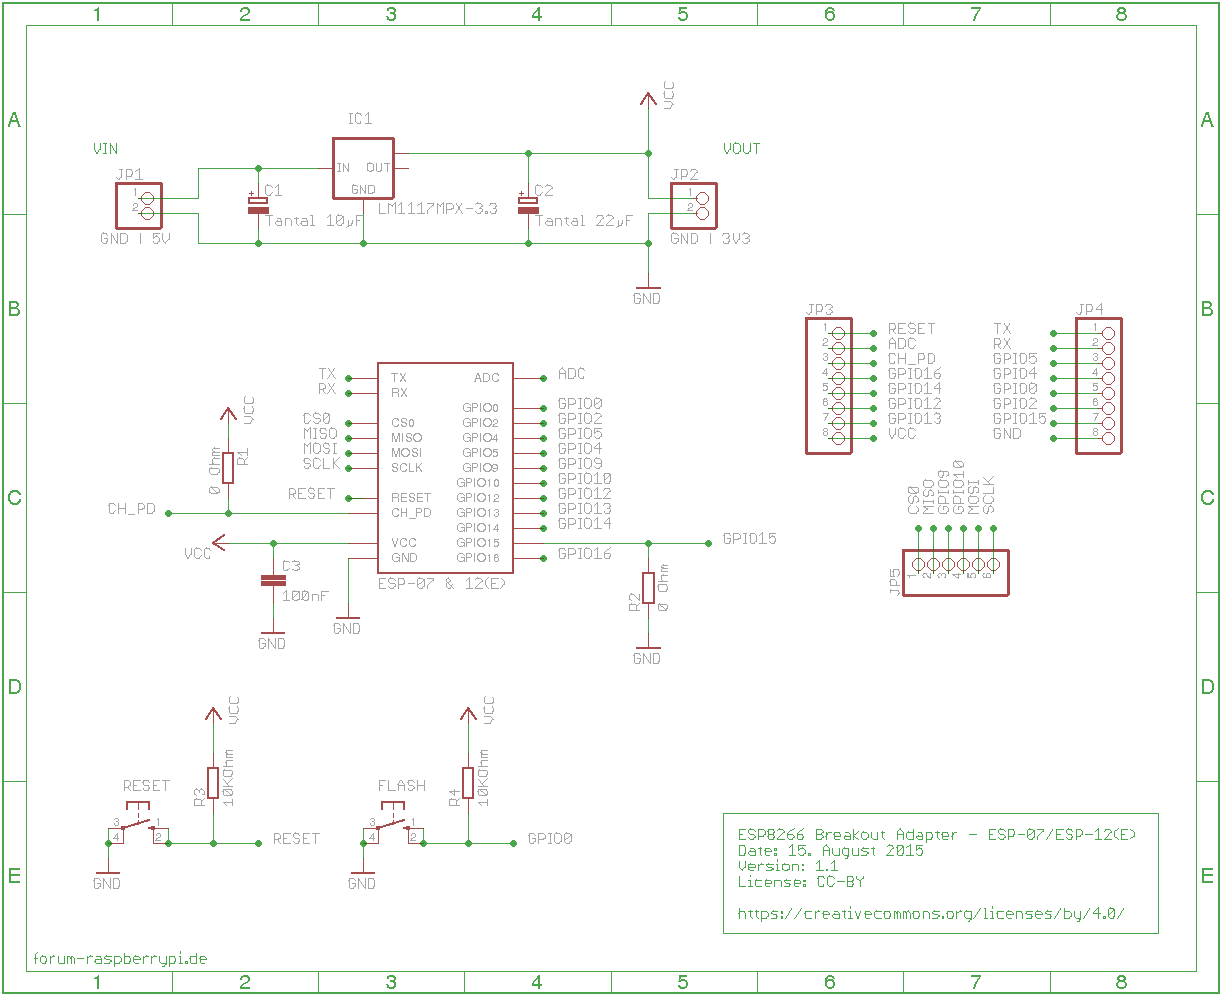 1 2 3 4 5 6 7 8
A A
B B
C C
D D
E E
VIN
JP1
1
2
GND | 5V
C1
+
Tantal 10µF
IC1
IN OUT
GND
LM1117MPX-3.3
C2
+
Tantal 22µF
VCC
VOUT
JP2
1
2
GND | 3V3
GND
TX
RX
CS0
MISO
MOSI
SCLK
RESET
CH_PD
VCC
0 Ohm
R1
VCC
C3
100nF
GND
GND
TX
RX
CS0
MISO
MOSI
SCLK
RESET
CH_PD
VCC
GND
ADC
GPIO0
GPIO2
GPIO4
GPIO5
GPIO9
GPIO10
GPIO12
GPIO13
GPIO14
GPIO15
GPIO16
ESP-07 & 12(E)
ADC
GPIO0
GPIO2
GPIO5
GPIO4
GPIO9
GPIO10
GPIO12
GPIO13
GPIO14
GPIO16
GPIO15
R2
0 Ohm
GND
JP3
1
2
3
4
5
6
7
8
RESET
ADC
CH_PD
GPIO16
GPIO14
GPIO12
GPIO13
VCC
JP4
1
2
3
4
5
6
7
8
TX
RX
GPIO5
GPIO4
GPIO0
GPIO2
GPIO15
GND
CS0
MISO
GPIO9
GPIO10
MOSI
SCLK
JP5
1
2
3
4
5
6
VCC
R3
10KOhm
RESET
3 1
4 2
RESET
GND
VCC
R4
10KOhm
FLASH
3 1
4 2
GPIO0
GND
ESP8266 Breakout Adapter - ESP-07/ESP-12(E)
Date: 15. August 2015
Version: 1.1
License: CC-BY
https://creativecommons.org/licenses/by/4.0/
forum-raspberrypi.de
1 2 3 4 5 6 7 8